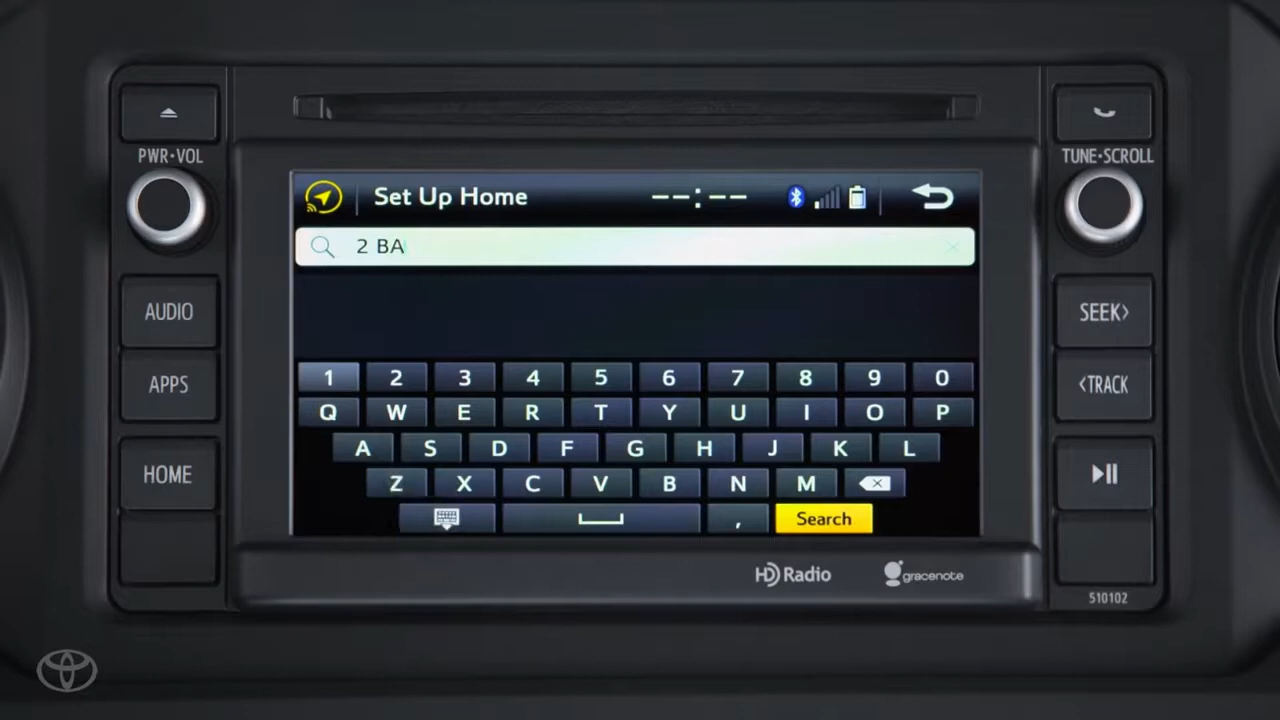 PWR•VOL
TUNE•SCROLL
Set Up Home
--:--
2 BA
AUDIO
SEEK>
1 2 3 4 5 6 7 8 9 0
APPS
<TRACK
Q W E R T Y U I O P
A S D F G H J K L
HOME
Z X C V B N M
, Search
HD Radio
gracenote
510102